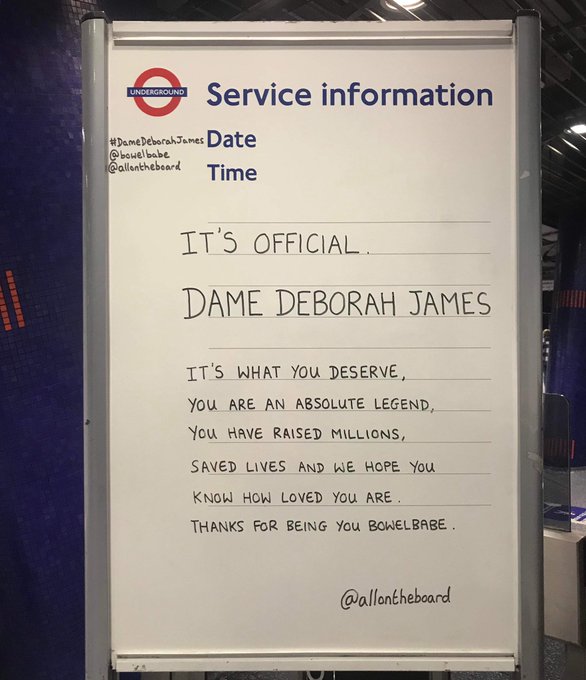 UNDERGROUND
Service information
#DameDeborahJames
@bowelbabe
@allontheboard
Date
Time
IT'S OFFICIAL.
DAME DEBORAH JAMES
IT'S WHAT YOU DESERVE,
YOU ARE AN ABSOLUTE LEGEND,
YOU HAVE RAISED MILLIONS,
SAVED LIVES AND WE HOPE YOU
KNOW HOW LOVED YOU ARE.
THANKS FOR BEING YOU BOWELBABE.
@allontheboard